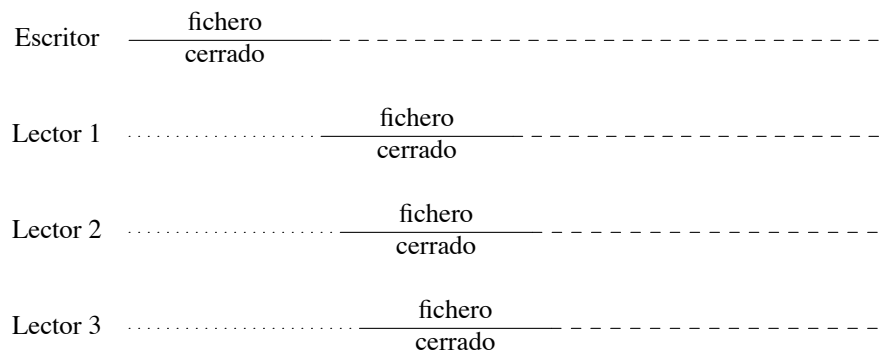 fichero
Escritor
cerrado
fichero
Lector 1
cerrado
fichero
Lector 2
cerrado
fichero
Lector 3
cerrado